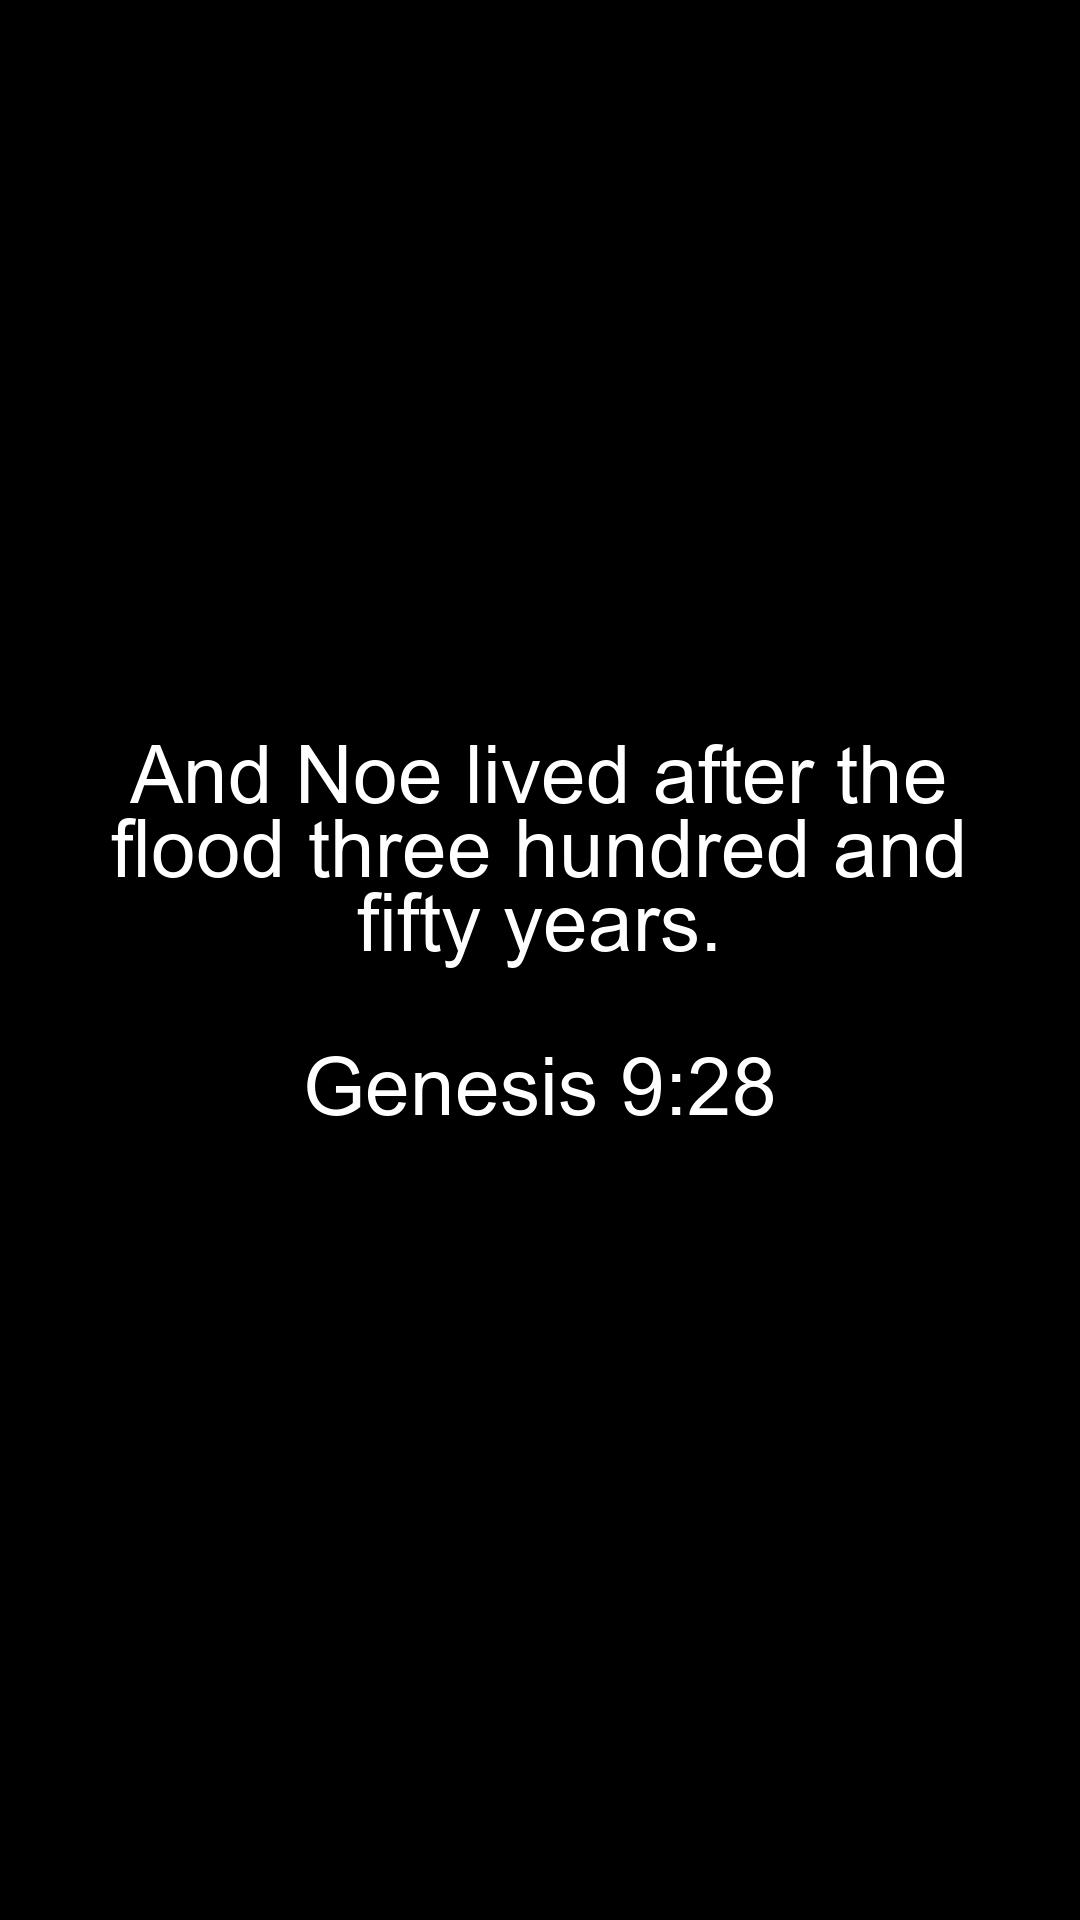 And Noe lived after the
flood three hundred and
fifty years.
Genesis 9:28